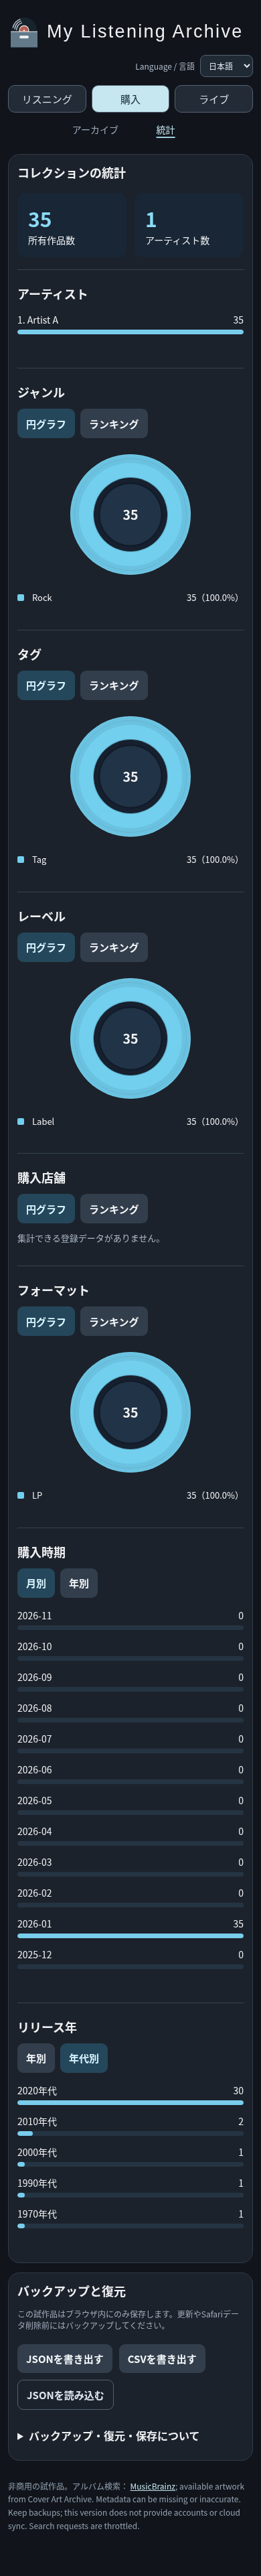 My Listening Archive
Language / 言語
日本語
リスニング
購入
ライブ
アーカイブ
統計
コレクションの統計
35
所有作品数
1
アーティスト数
アーティスト
1. Artist A 35
ジャンル
円グラフ
ランキング
35
Rock 35（100.0%）
タグ
円グラフ
ランキング
35
Tag 35（100.0%）
レーベル
円グラフ
ランキング
35
Label 35（100.0%）
購入店舗
円グラフ
ランキング
集計できる登録データがありません。
フォーマット
円グラフ
ランキング
35
LP 35（100.0%）
購入時期
月別
年別
2026-11 0
2026-10 0
2026-09 0
2026-08 0
2026-07 0
2026-06 0
2026-05 0
2026-04 0
2026-03 0
2026-02 0
2026-01 35
2025-12 0
リリース年
年別
年代別
2020年代 30
2010年代 2
2000年代 1
1990年代 1
1970年代 1
バックアップと復元
この試作品はブラウザ内にのみ保存します。更新やSafariデー
タ削除前にはバックアップしてください。
JSONを書き出す
CSVを書き出す
JSONを読み込む
▶ バックアップ・復元・保存について
非商用の試作品。アルバム検索： MusicBrainz; available artwork
from Cover Art Archive. Metadata can be missing or inaccurate.
Keep backups; this version does not provide accounts or cloud
sync. Search requests are throttled.